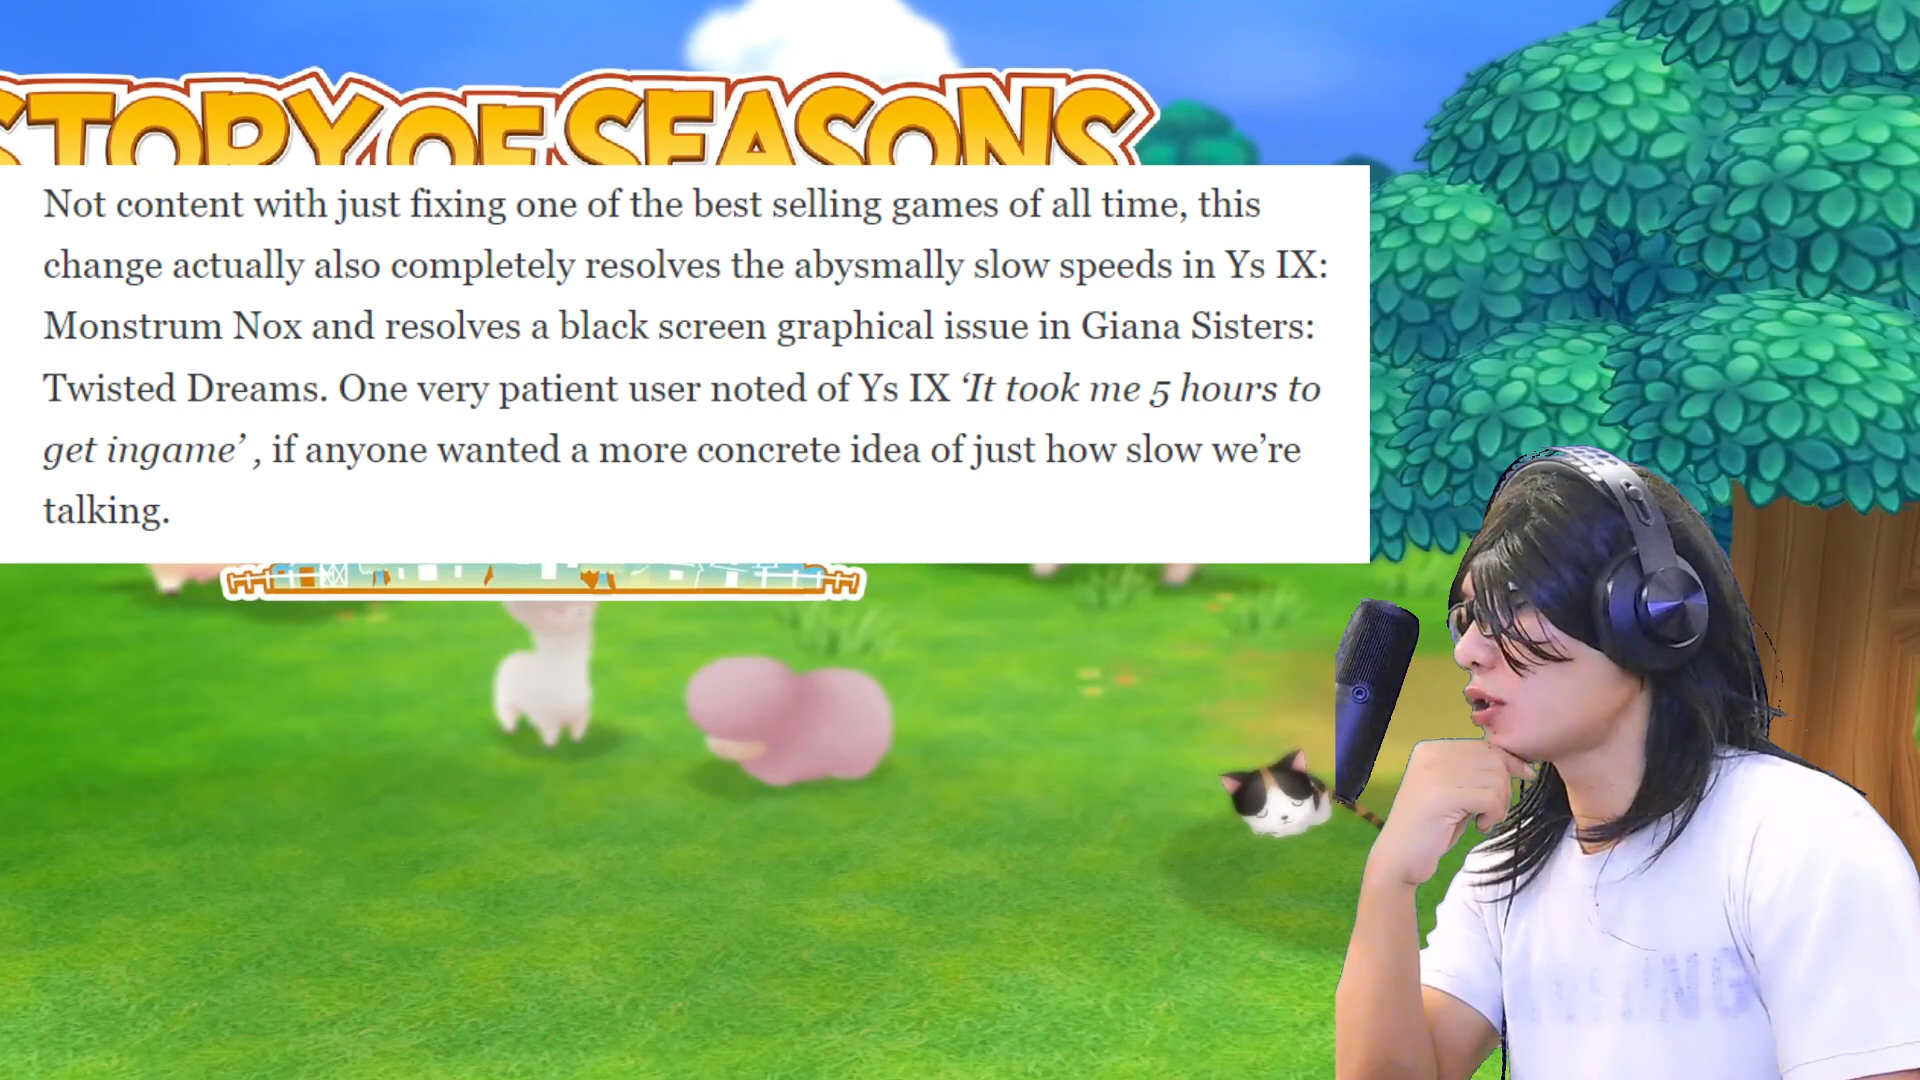 STORY OF SEASONS
Not content with just fixing one of the best selling games of all time, this
change actually also completely resolves the abysmally slow speeds in Ys IX:
Monstrum Nox and resolves a black screen graphical issue in Giana Sisters:
Twisted Dreams. One very patient user noted of Ys IX ‘It took me 5 hours to
get ingame’ , if anyone wanted a more concrete idea of just how slow we’re
talking.